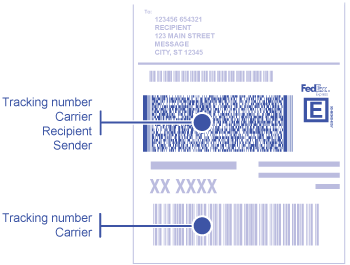 To:
123456 654321
RECIPIENT
123 MAIN STREET
MESSAGE
CITY, ST 12345
Tracking number
Carrier
Recipient
Sender
FedEx
E
XX XXXX
Tracking number
Carrier